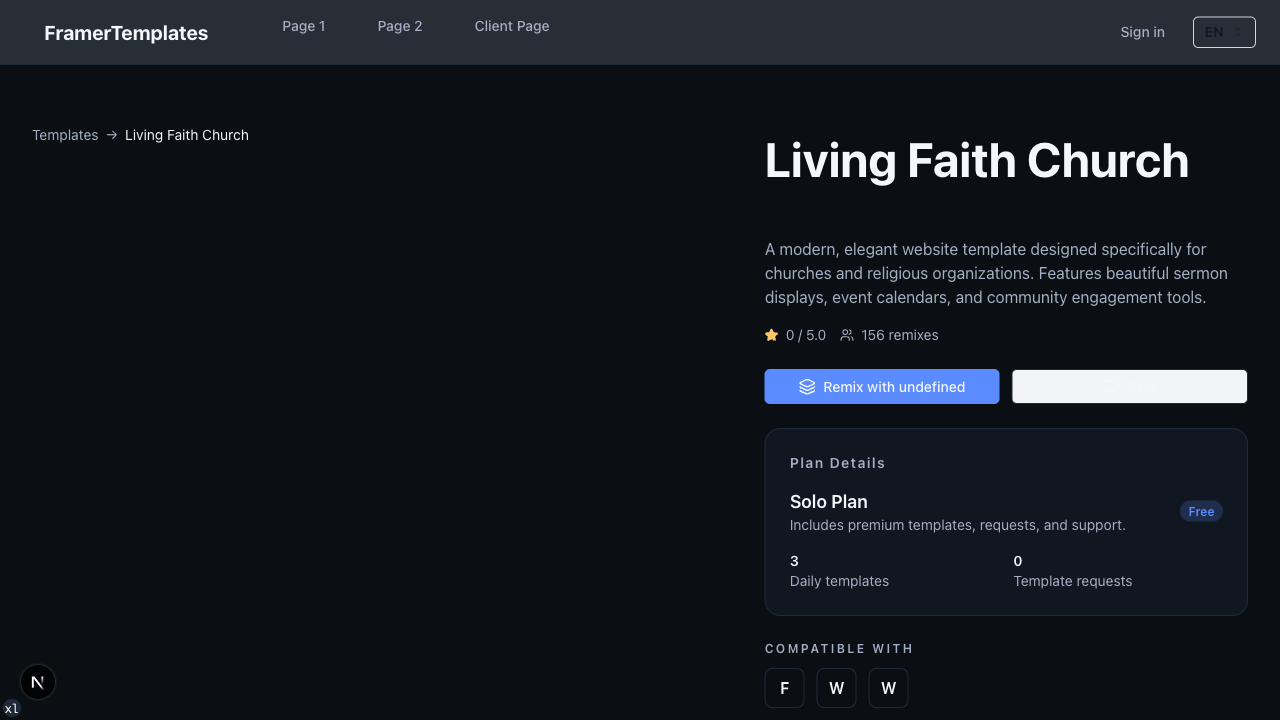 FramerTemplates
Page 1
Page 2
Client Page
Sign in
EN
Templates → Living Faith Church
Living Faith Church
A modern, elegant website template designed specifically for
churches and religious organizations. Features beautiful sermon
displays, event calendars, and community engagement tools.
0 / 5.0
156 remixes
Remix with undefined
Plan Details
Solo Plan
Includes premium templates, requests, and support.
Free
3
Daily templates
0
Template requests
COMPATIBLE WITH
F
W
W
N
xl